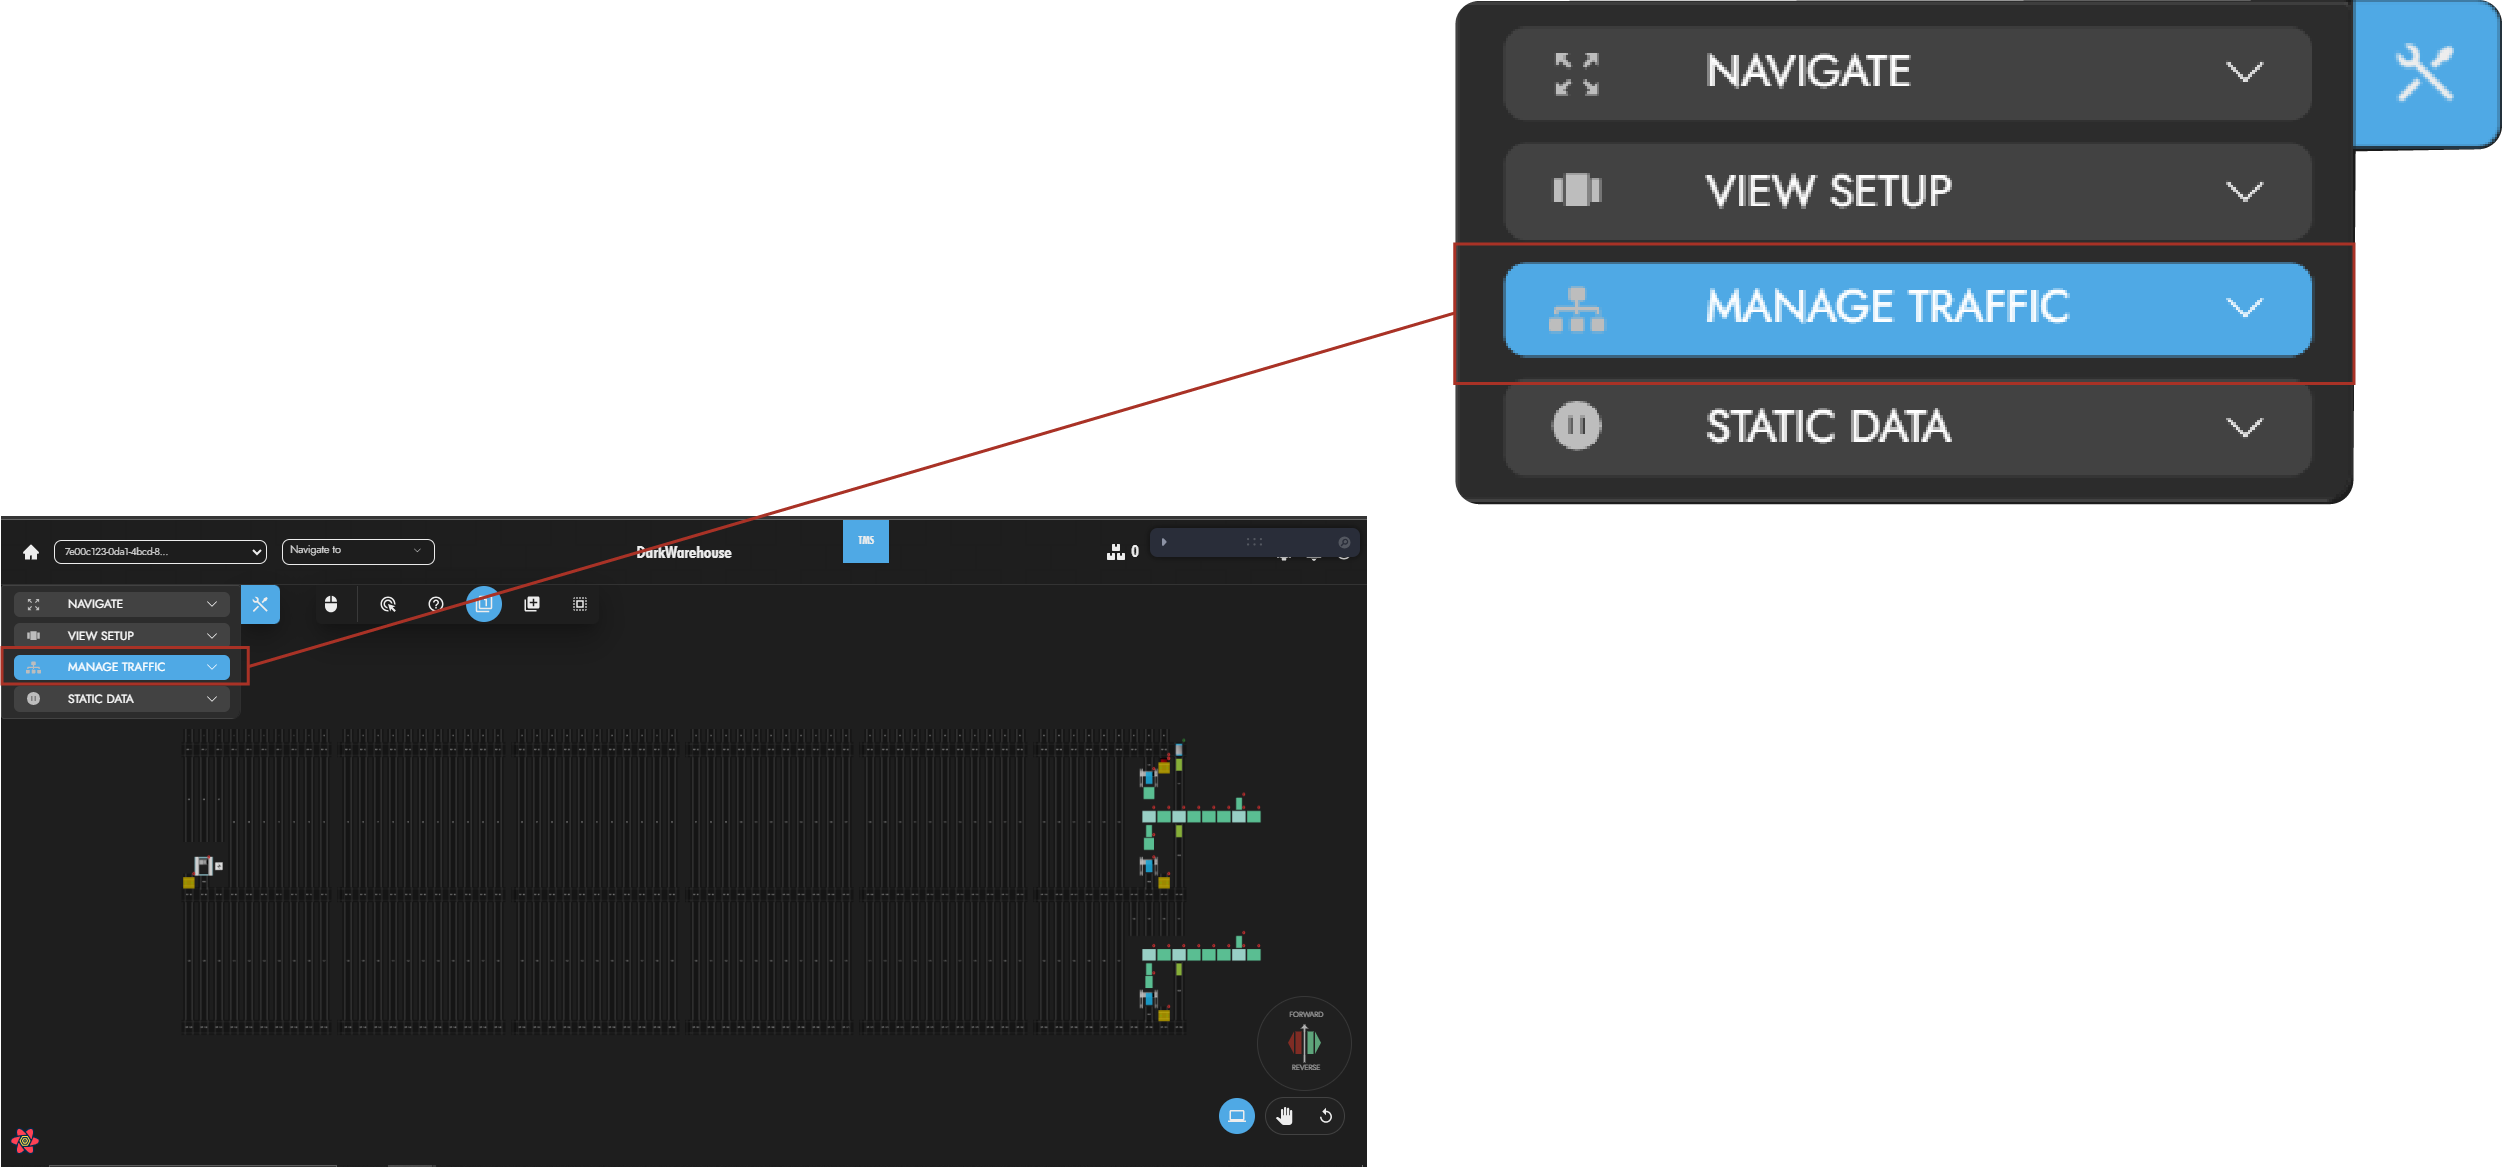 NAVIGATE
VIEW SETUP
MANAGE TRAFFIC
STATIC DATA
7e00c123-0da1-4bcd-8...
Navigate to
DarkWarehouse
TMS
0
NAVIGATE
VIEW SETUP
MANAGE TRAFFIC
STATIC DATA
1
FORWARD
REVERSE